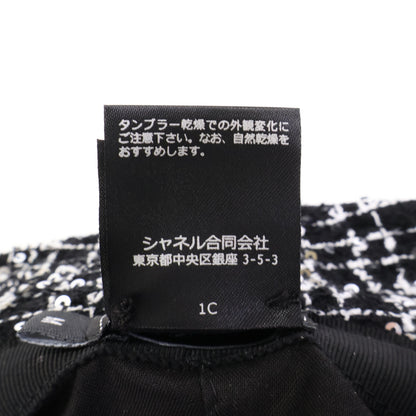 タンブラー乾燥での外観変化に
ご注意下さい。なお、自然乾燥を
おすすめします。
シャネル合同会社
東京都中央区銀座 3-5-3
1C
M